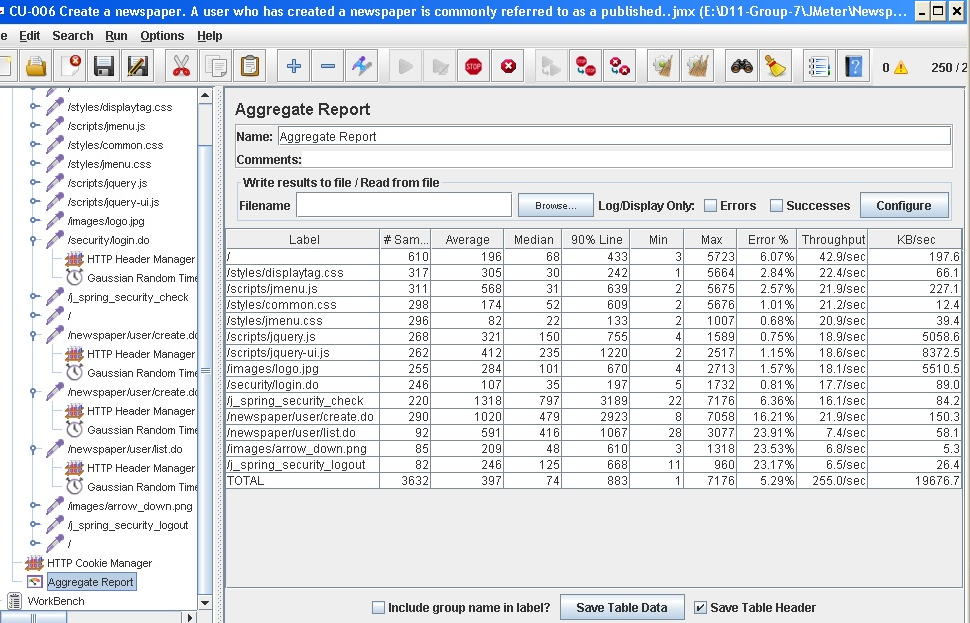 CU-006 Create a newspaper. A user who has created a newspaper is commonly referred to as a published..jmx (E:\D11-Group-7\JMeter\Newsp...
e Edit Search Run Options Help
STOP 0 250 / 2
/
/styles/displaytag.css
/scripts/jmenu.js
/styles/common.css
/styles/jmenu.css
/scripts/jquery.js
/scripts/jquery-ui.js
/images/logo.jpg
/security/login.do
HTTP Header Manager
Gaussian Random Time
/j_spring_security_check
/
/newspaper/user/create.do
HTTP Header Manager
Gaussian Random Time
/newspaper/user/create.do
HTTP Header Manager
Gaussian Random Time
/newspaper/user/list.do
HTTP Header Manager
Gaussian Random Time
/images/arrow_down.png
/j_spring_security_logout
/
HTTP Cookie Manager
Aggregate Report
WorkBench
Aggregate Report
Name: Aggregate Report
Comments:
Write results to file / Read from file
Filename Browse... Log/Display Only: Errors Successes Configure
Label # Sam... Average Median 90% Line Min Max Error % Throughput KB/sec
/ 610 196 68 433 3 5723 6.07% 42.9/sec 197.6
/styles/displaytag.css 317 305 30 242 1 5664 2.84% 22.4/sec 66.1
/scripts/jmenu.js 311 568 31 639 2 5675 2.57% 21.9/sec 227.1
/styles/common.css 298 174 52 609 2 5676 1.01% 21.2/sec 12.4
/styles/jmenu.css 296 82 22 133 2 1007 0.68% 20.9/sec 39.4
/scripts/jquery.js 268 321 150 755 4 1589 0.75% 18.9/sec 5058.6
/scripts/jquery-ui.js 262 412 235 1220 2 2517 1.15% 18.6/sec 8372.5
/images/logo.jpg 255 284 101 670 4 2713 1.57% 18.1/sec 5510.5
/security/login.do 246 107 35 197 5 1732 0.81% 17.7/sec 89.0
/j_spring_security_check 220 1318 797 3189 22 7176 6.36% 16.1/sec 84.2
/newspaper/user/create.do 290 1020 479 2923 8 7058 16.21% 21.9/sec 150.3
/newspaper/user/list.do 92 591 416 1067 28 3077 23.91% 7.4/sec 58.1
/images/arrow_down.png 85 209 48 610 3 1318 23.53% 6.8/sec 5.3
/j_spring_security_logout 82 246 125 668 11 960 23.17% 6.5/sec 26.4
TOTAL 3632 397 74 883 1 7176 5.29% 255.0/sec 19676.7
Include group name in label? Save Table Data Save Table Header